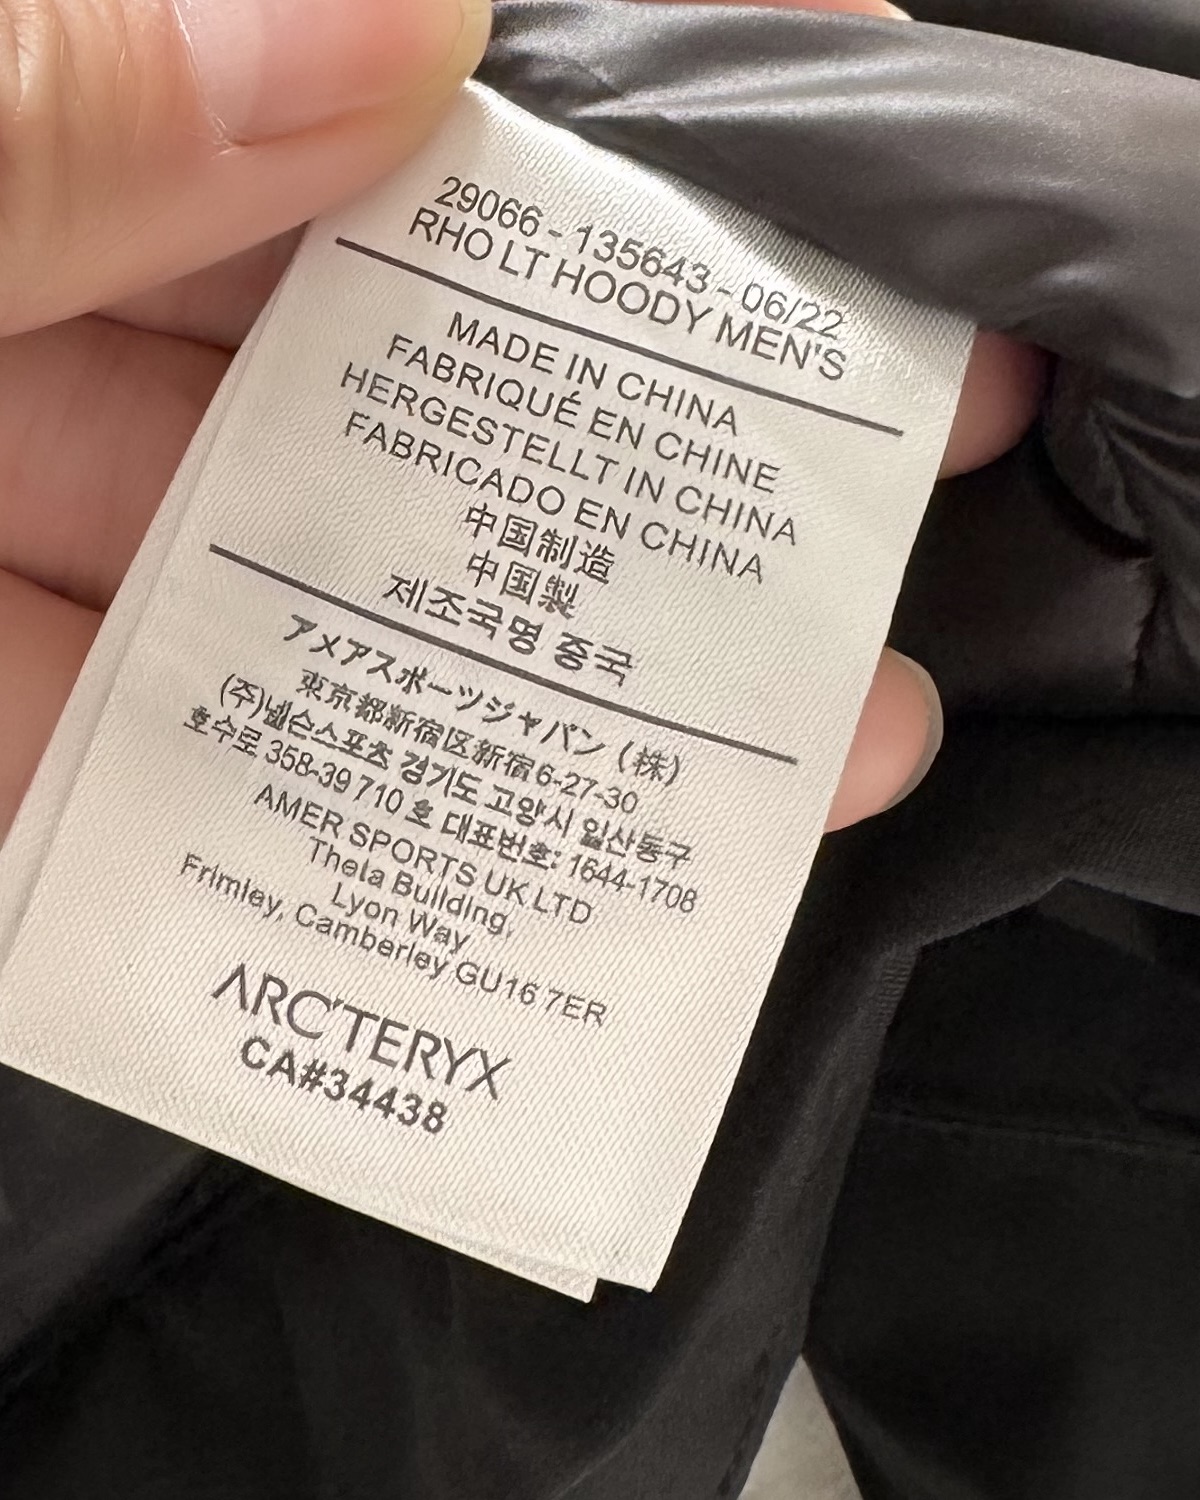 29066 - 135643 - 06/22
RHO LT HOODY MEN'S
MADE IN CHINA
FABRIQUÉ EN CHINE
HERGESTELLT IN CHINA
FABRICADO EN CHINA
中国制造
中国製
제조국명 중국
アメアスポーツジャパン (株)
東京都新宿区新宿 6-27-30
(주)넬슨스포츠 경기도 고양시 일산동구
호수로 358-39 710 호 대표번호: 1644-1708
AMER SPORTS UK LTD
Theta Building,
Lyon Way
Frimley, Camberley GU16 7ER
ARC'TERYX
CA#34438